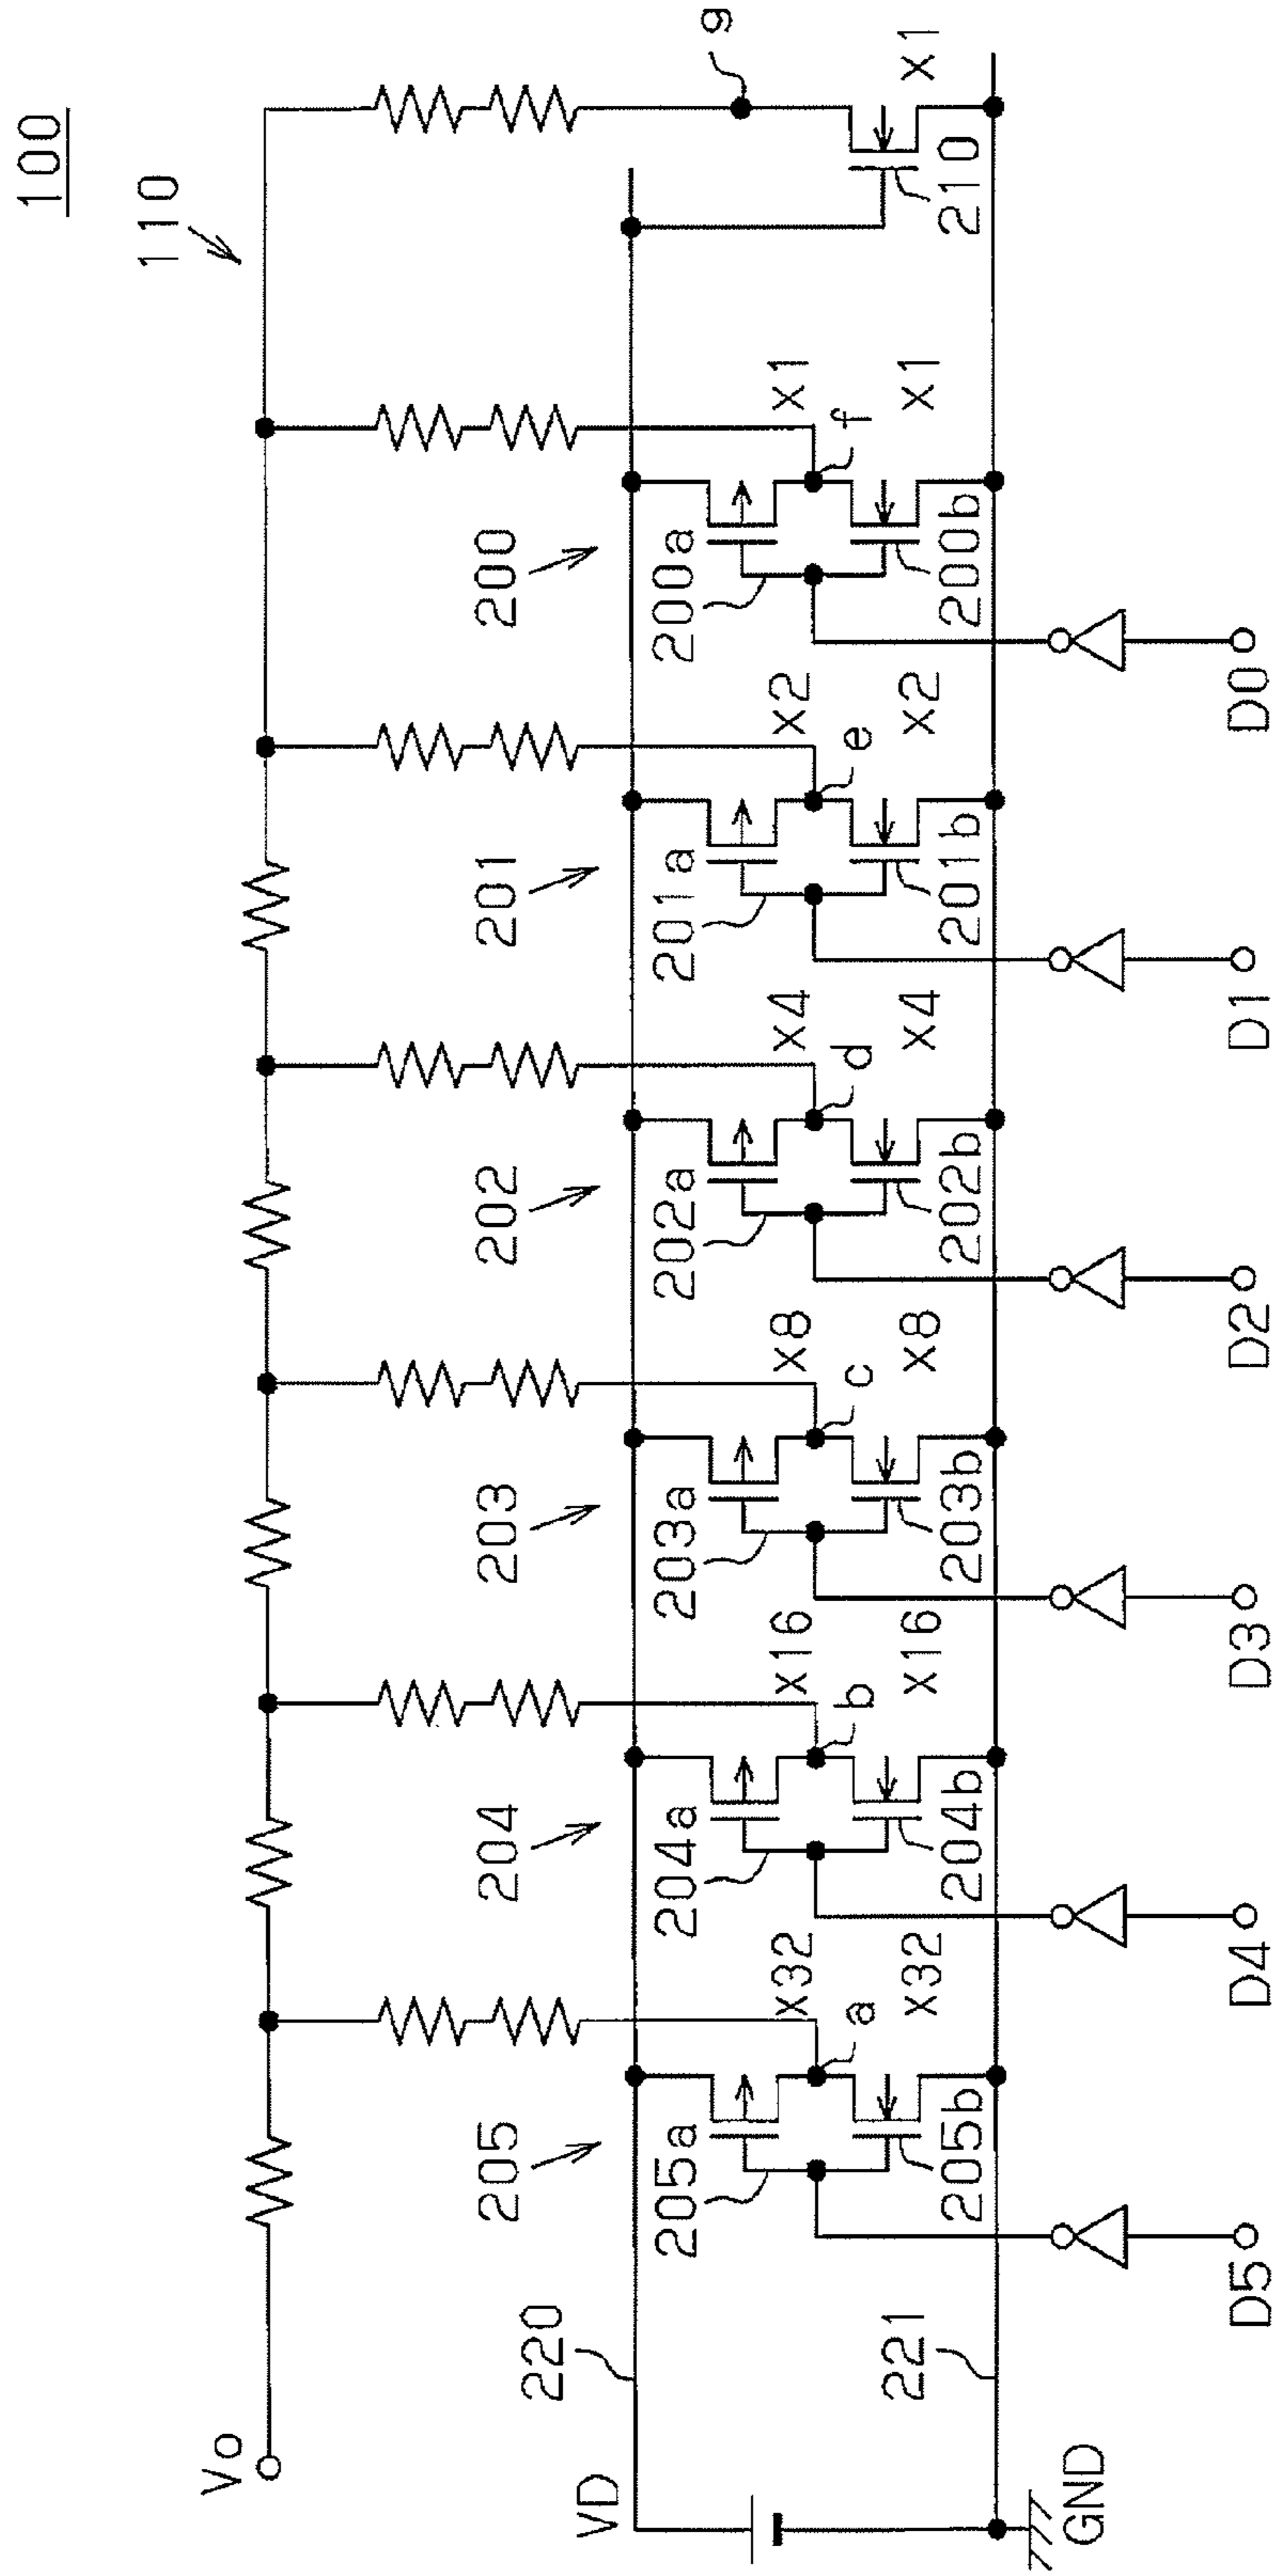 100
110
Vo
g
205
204
203
202
201
200
220
VD
205a
204a
203a
202a
201a
200a
X32
X16
X8
X4
X2
X1
a
b
c
d
e
f
221
205b
204b
203b
202b
201b
200b
210
X32
X16
X8
X4
X2
X1
X1
GND
D5
D4
D3
D2
D1
D0